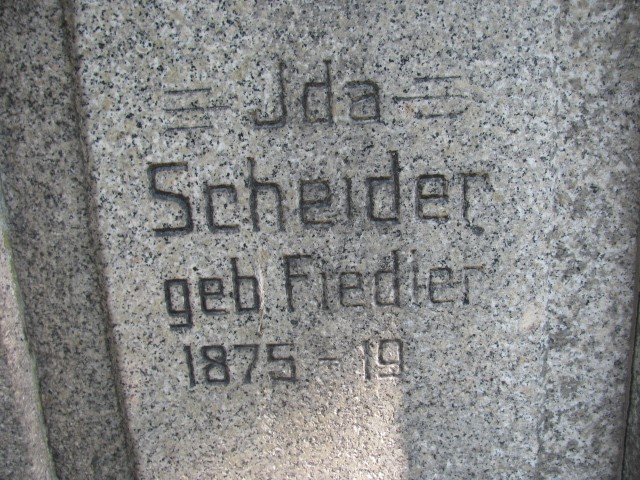 = Jda =
Scheider
geb Fiedler
1875 - 19